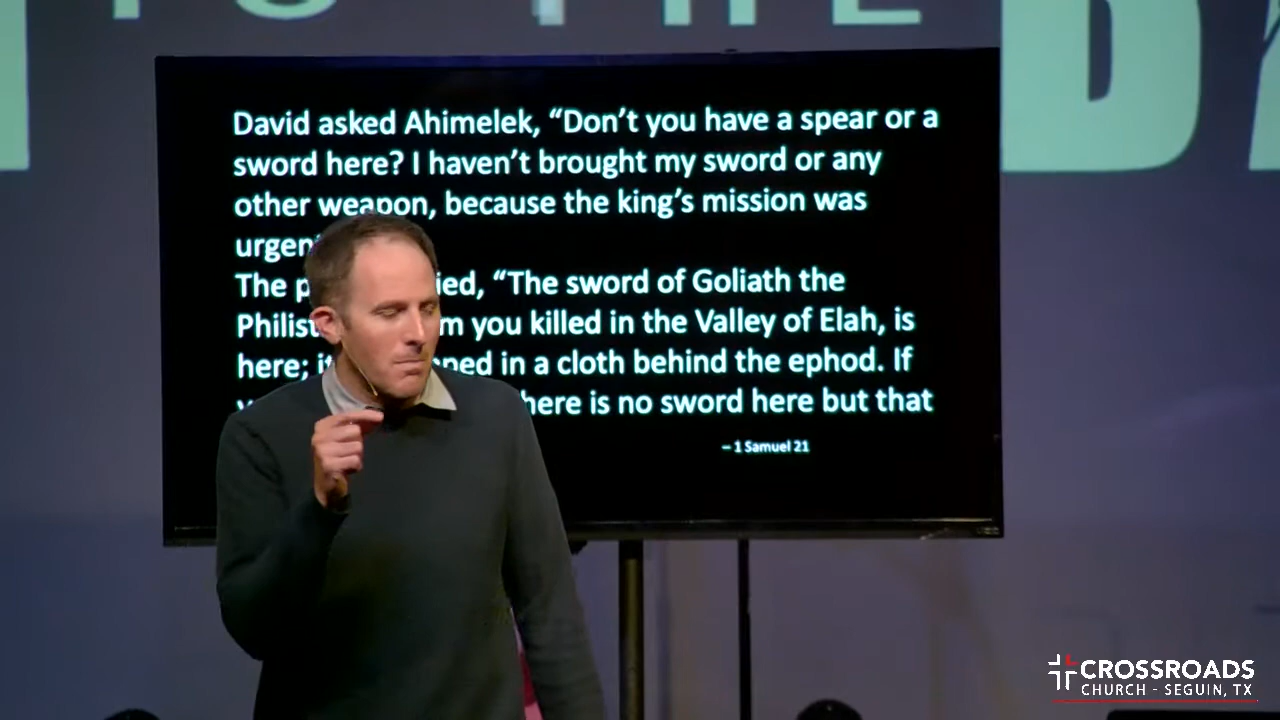 THE
David asked Ahimelek, “Don’t you have a spear or a
sword here? I haven’t brought my sword or any
other weapon, because the king’s mission was
The “The sword of Goliath the
you killed in the Valley of Elah, is
here; in a cloth behind the ephod. If
here is no sword here but that
– 1 Samuel 21
CROSSROADS
CHURCH - SEGUIN, TX